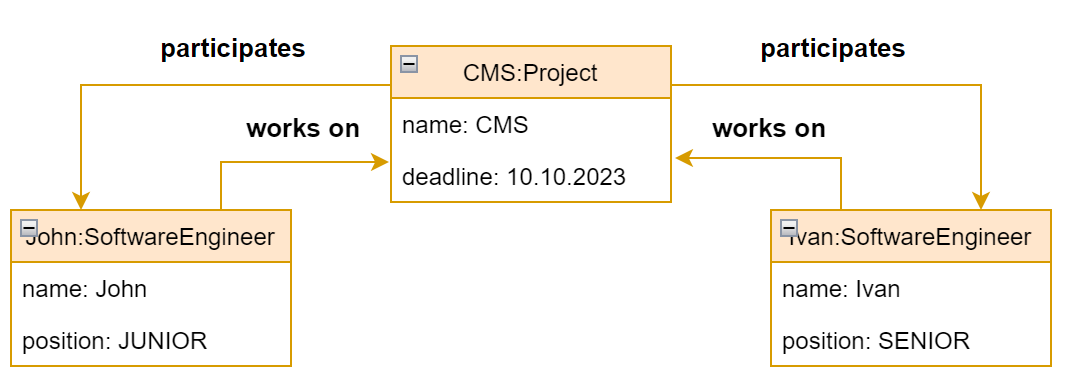 participates
participates
CMS:Project
name: CMS
deadline: 10.10.2023
works on
works on
John:SoftwareEngineer
name: John
position: JUNIOR
Ivan:SoftwareEngineer
name: Ivan
position: SENIOR